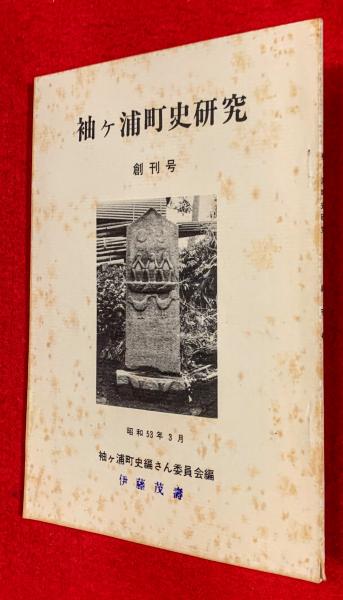 袖ヶ浦町史研究
創刊号
昭和53年3月
袖ヶ浦町史編さん委員会編
伊藤茂壽